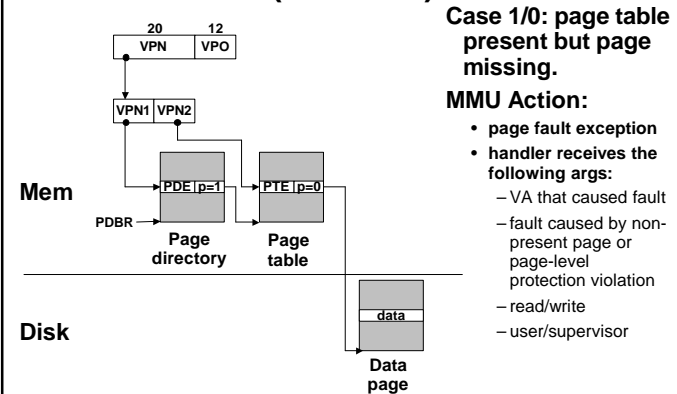 20
12
VPN
VPO
VPN1
VPN2
Mem
PDE
p=1
PTE
p=0
PDBR
Page
directory
Page
table
Disk
data
Data
page
Case 1/0: page table
present but page
missing.
MMU Action:
• page fault exception
• handler receives the
following args:
– VA that caused fault
– fault caused by non-
present page or
page-level
protection violation
– read/write
– user/supervisor